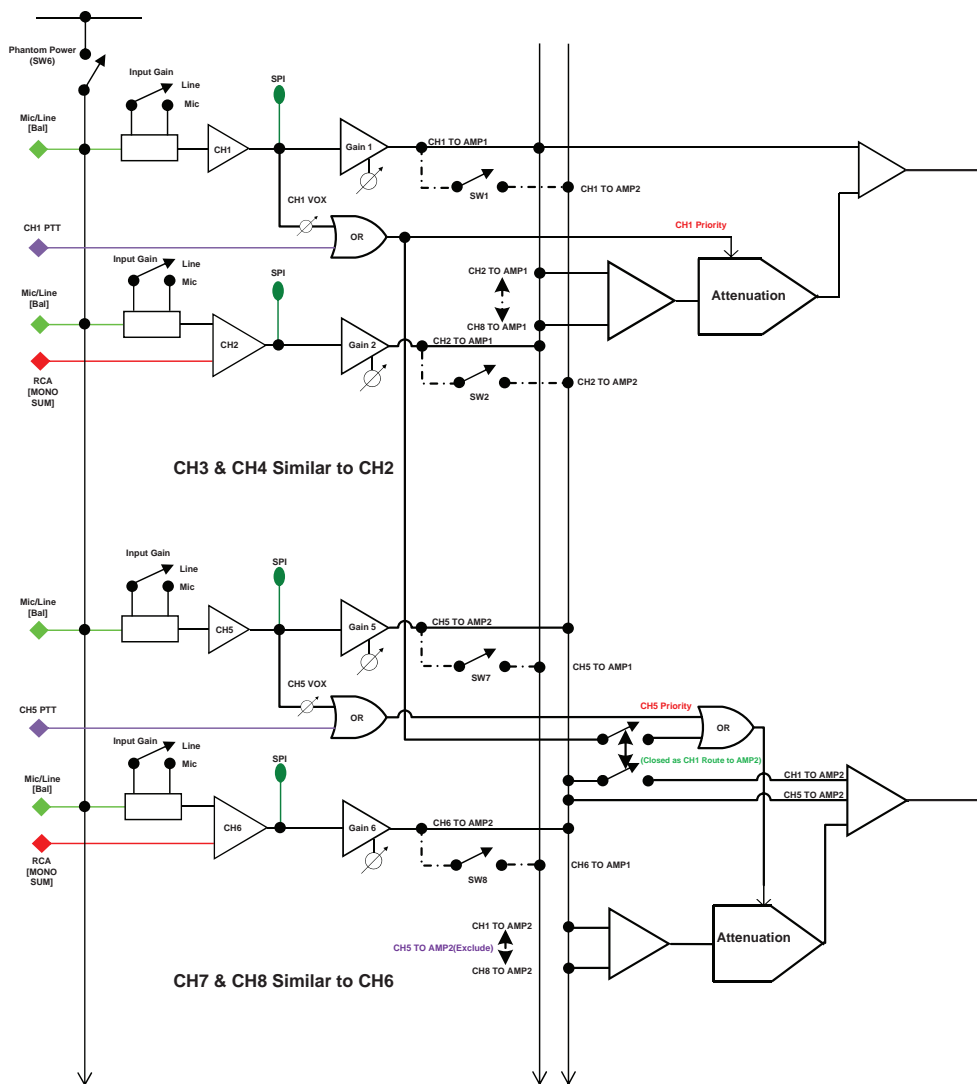 Phantom Power
(SW6)
Input Gain
Line
Mic
SPI
Mic/Line
[Bal]
CH1
Gain 1
CH1 TO AMP1
SW1
CH1 TO AMP2
CH1 VOX
CH1 PTT
OR
CH1 Priority
Input Gain
Line
Mic
SPI
Mic/Line
[Bal]
CH2
Gain 2
CH2 TO AMP1
CH8 TO AMP1
Attenuation
CH2 TO AMP1
SW2
CH2 TO AMP2
RCA
[MONO
SUM]
CH3 & CH4 Similar to CH2
Input Gain
Line
Mic
SPI
Mic/Line
[Bal]
CH5
Gain 5
CH5 TO AMP2
SW7
CH5 TO AMP1
CH5 VOX
CH5 PTT
OR
CH5 Priority
OR
(Closed as CH1 Route to AMP2)
Input Gain
Line
Mic
SPI
Mic/Line
[Bal]
CH6
Gain 6
CH1 TO AMP2
CH5 TO AMP2
CH6 TO AMP2
SW8
CH6 TO AMP1
RCA
[MONO
SUM]
CH1 TO AMP2
CH5 TO AMP2(Exclude)
CH8 TO AMP2
Attenuation
CH7 & CH8 Similar to CH6